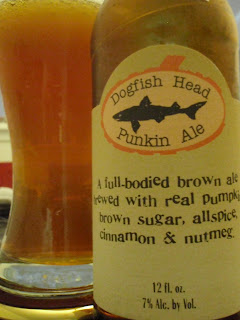 Dogfish Head
Punkin Ale
A full-bodied brown ale
brewed with real pumpkin
brown sugar, allspice,
cinnamon & nutmeg.
12 fl. oz.
7% Alc. by Vol.